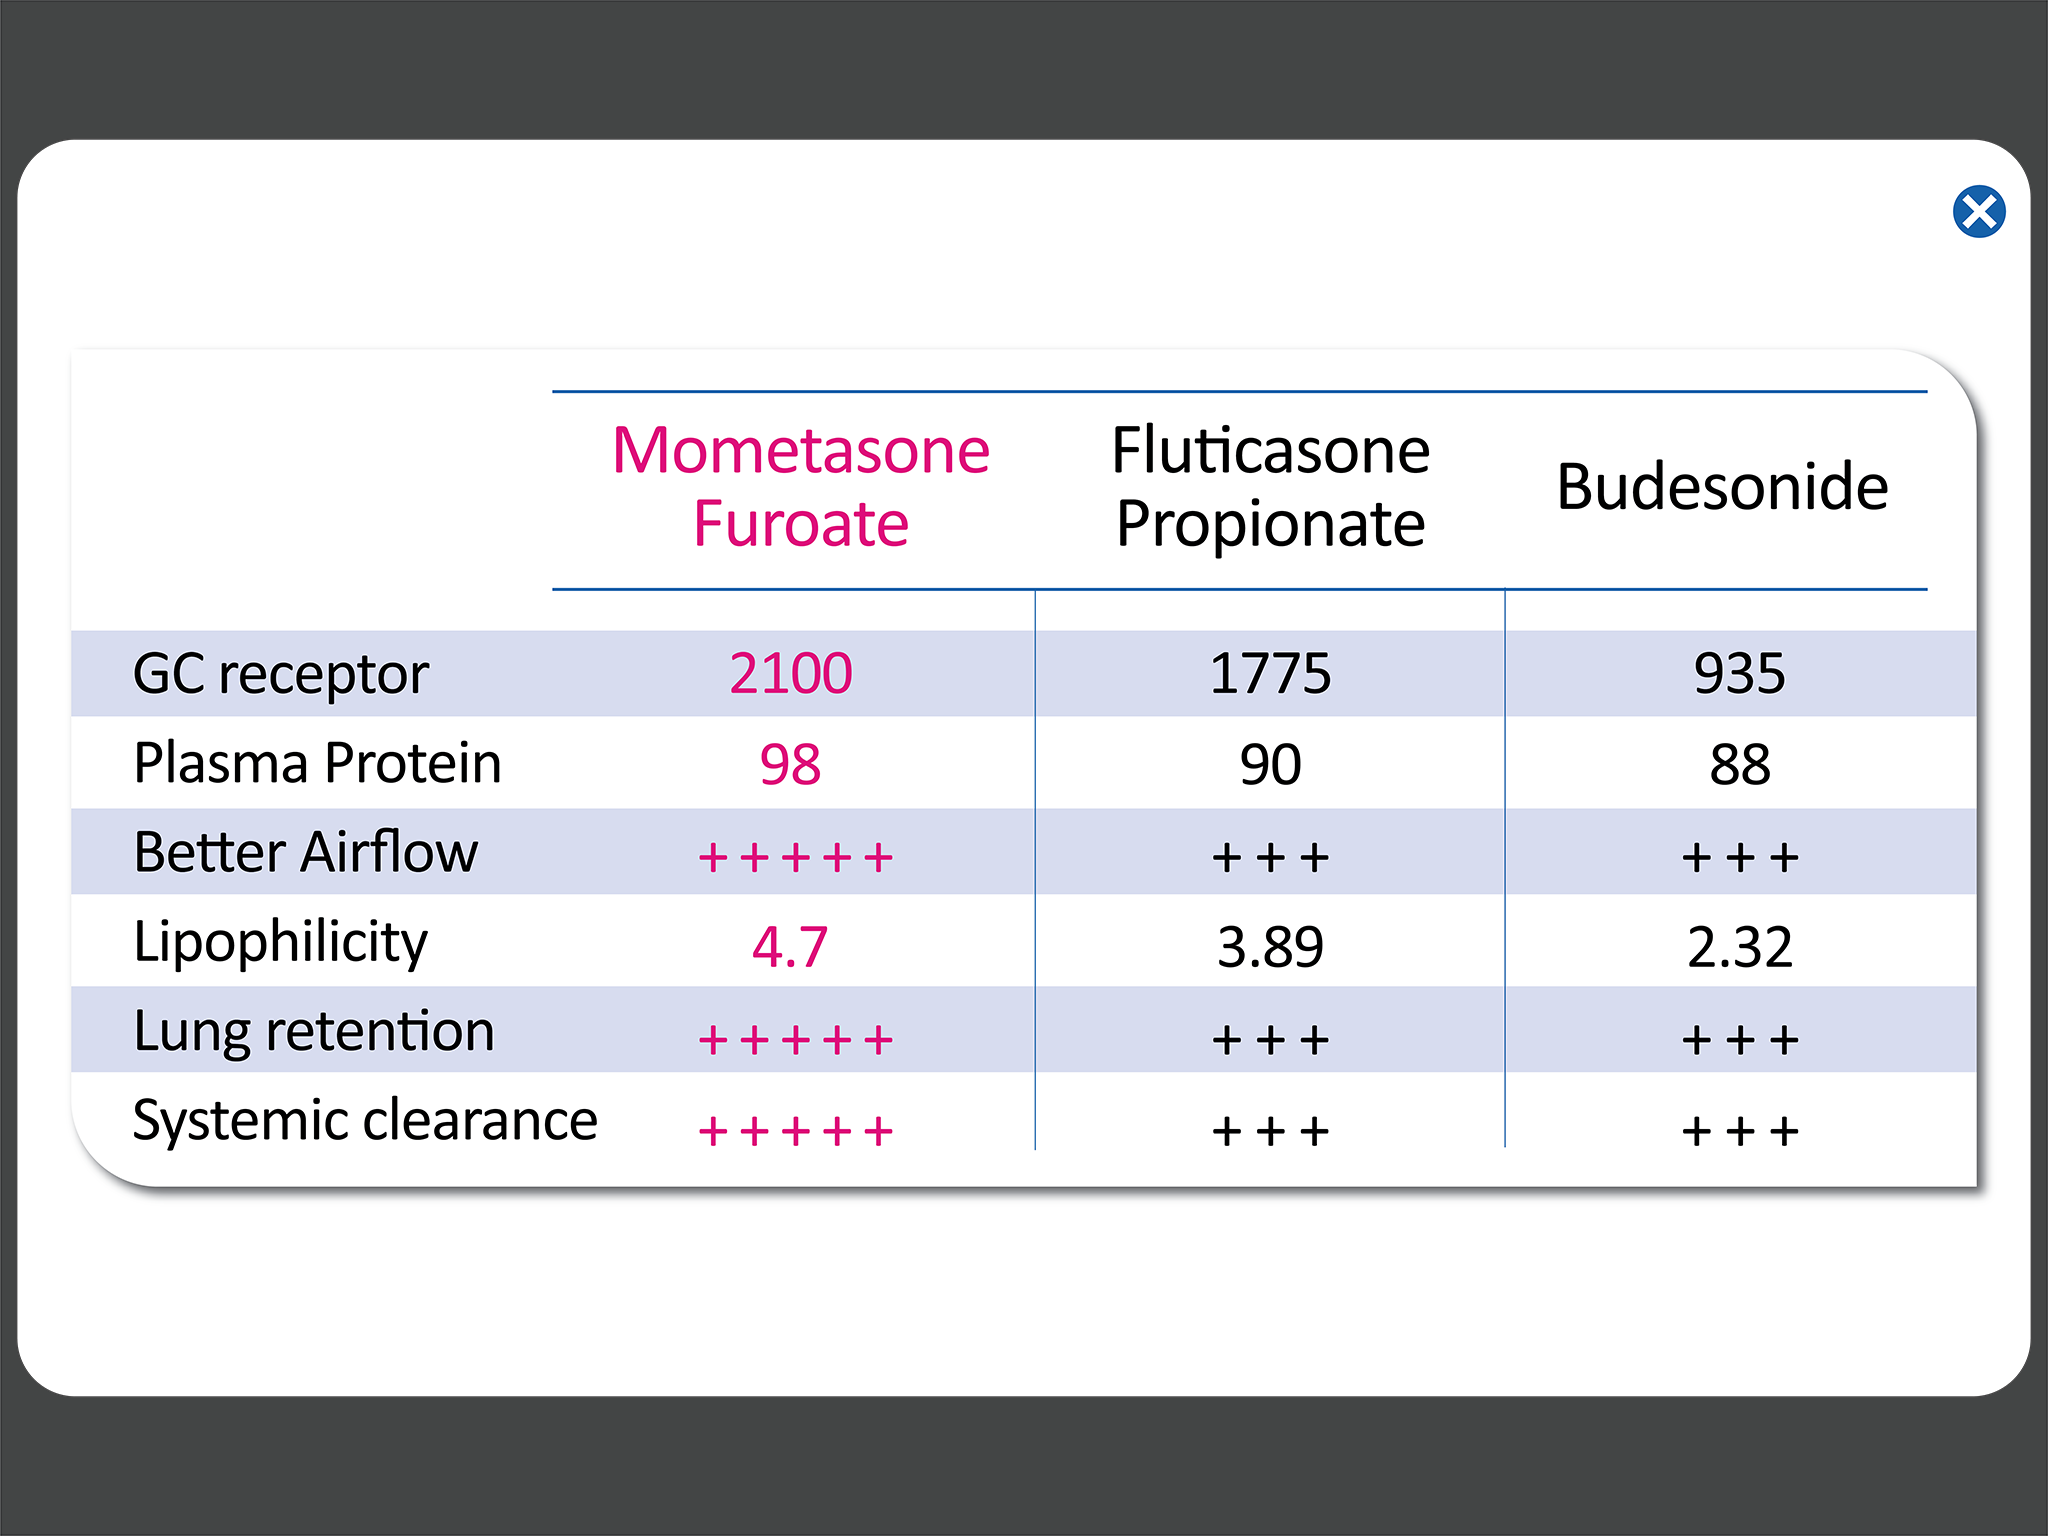 Mometasone Furoate Fluticasone Propionate Budesonide
GC receptor 2100 1775 935
Plasma Protein 98 90 88
Better Airflow +++++ +++ +++
Lipophilicity 4.7 3.89 2.32
Lung retention +++++ +++ +++
Systemic clearance +++++ +++ +++